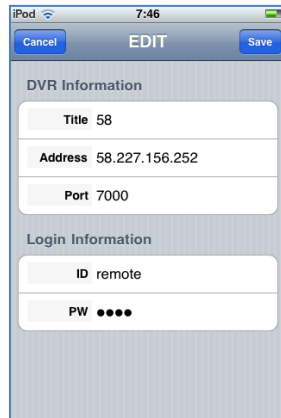 iPod 7:46
Cancel EDIT Save
DVR Information
Title 58
Address 58.227.156.252
Port 7000
Login Information
ID remote
PW ●●●●